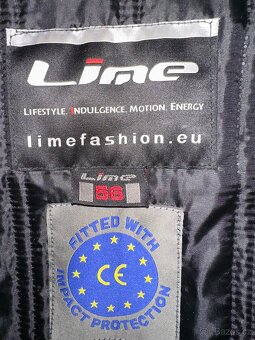 Lime
LIFESTYLE. INDULGENCE. MOTION. ENERGY
limefashion.eu
Lime
56
FITTED WITH
CE
IMPACT PROTECTION